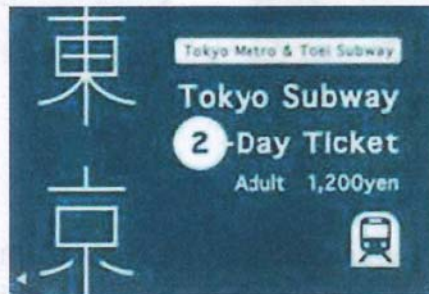 東京
Tokyo Metro & Toei Subway
Tokyo Subway
2-Day Ticket
Adult 1,200yen